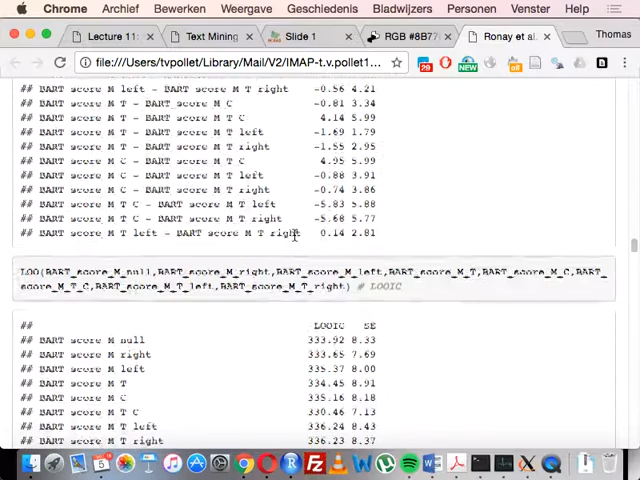 Chrome Archief Bewerken Weergave Geschiedenis Bladwijzers Personen Venster Help
Lecture 11: Text Mining Slide 1 RGB #8B77 Ronay et al. Thomas
file:///Users/tvpollet/Library/Mail/V2/IMAP-t.v.pollet1...
## BART score M left - BART score M T right -0.56 4.21
## BART score M T - BART score M C -0.81 3.34
## BART score M T - BART score M T C 4.14 5.99
## BART score M T - BART score M T left -1.69 1.79
## BART score M T - BART score M T right -1.55 2.95
## BART score M C - BART score M T C 4.95 5.99
## BART score M C - BART score M T left -0.88 3.91
## BART score M C - BART score M T right -0.74 3.86
## BART score M T C - BART score M T left -5.83 5.88
## BART score M T C - BART score M T right -5.68 5.77
## BART score M T left - BART score M T right 0.14 2.81
LOO(BART_score_M_null,BART_score_M_right,BART_score_M_left,BART_score_M_T,BART_score_M_C,BART_
score_M_T_C,BART_score_M_T_left,BART_score_M_T_right) # LOOIC
## LOOIC SE
## BART score M null 333.92 8.33
## BART score M right 333.65 7.69
## BART score M left 335.37 8.00
## BART score M T 334.45 8.91
## BART score M C 335.16 8.18
## BART score M T C 330.46 7.13
## BART score M T left 336.24 8.43
## BART score M T right 336.23 8.37